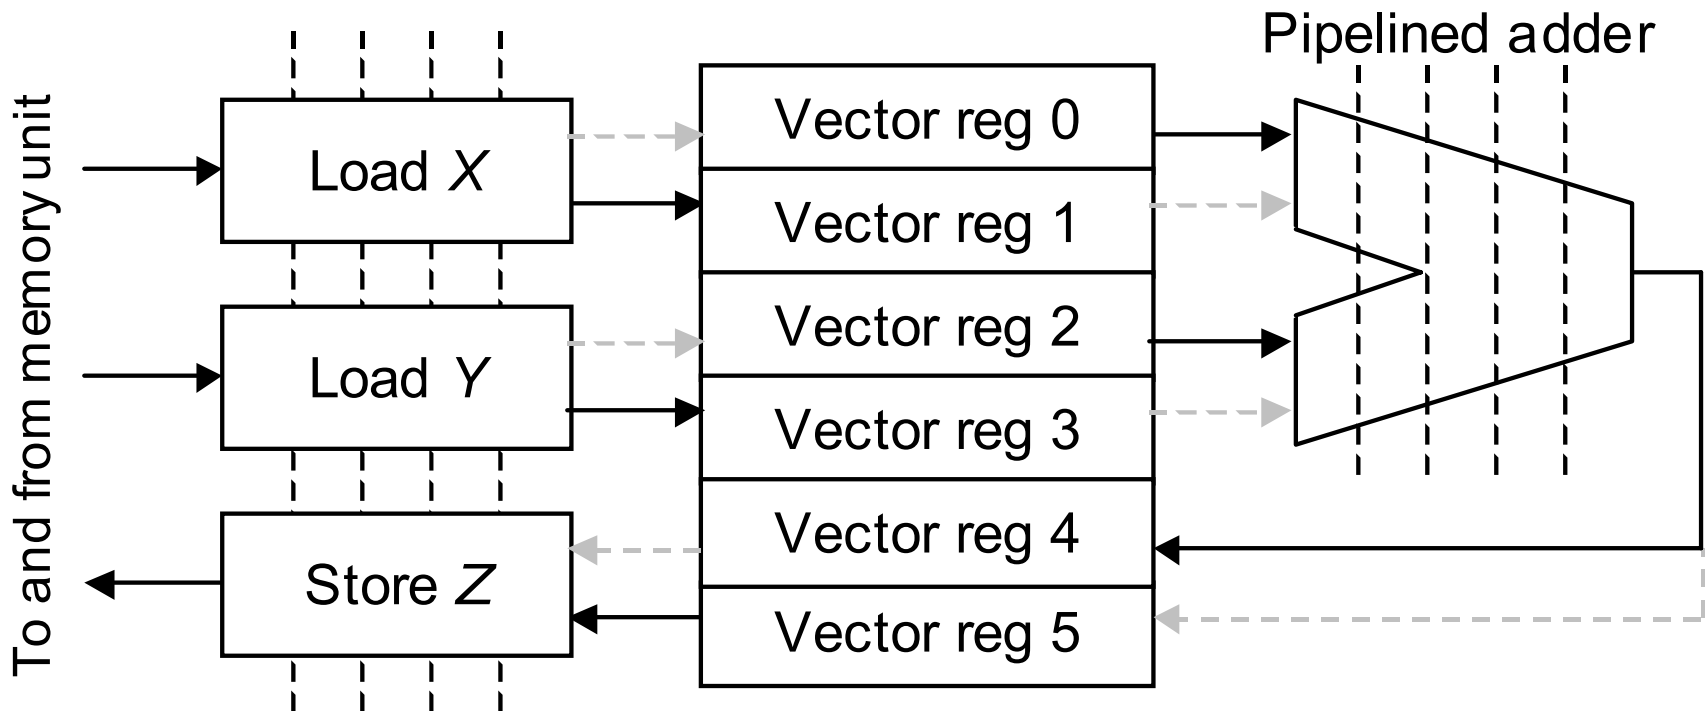 Pipelined adder
To and from memory unit
Load X
Load Y
Store Z
Vector reg 0
Vector reg 1
Vector reg 2
Vector reg 3
Vector reg 4
Vector reg 5